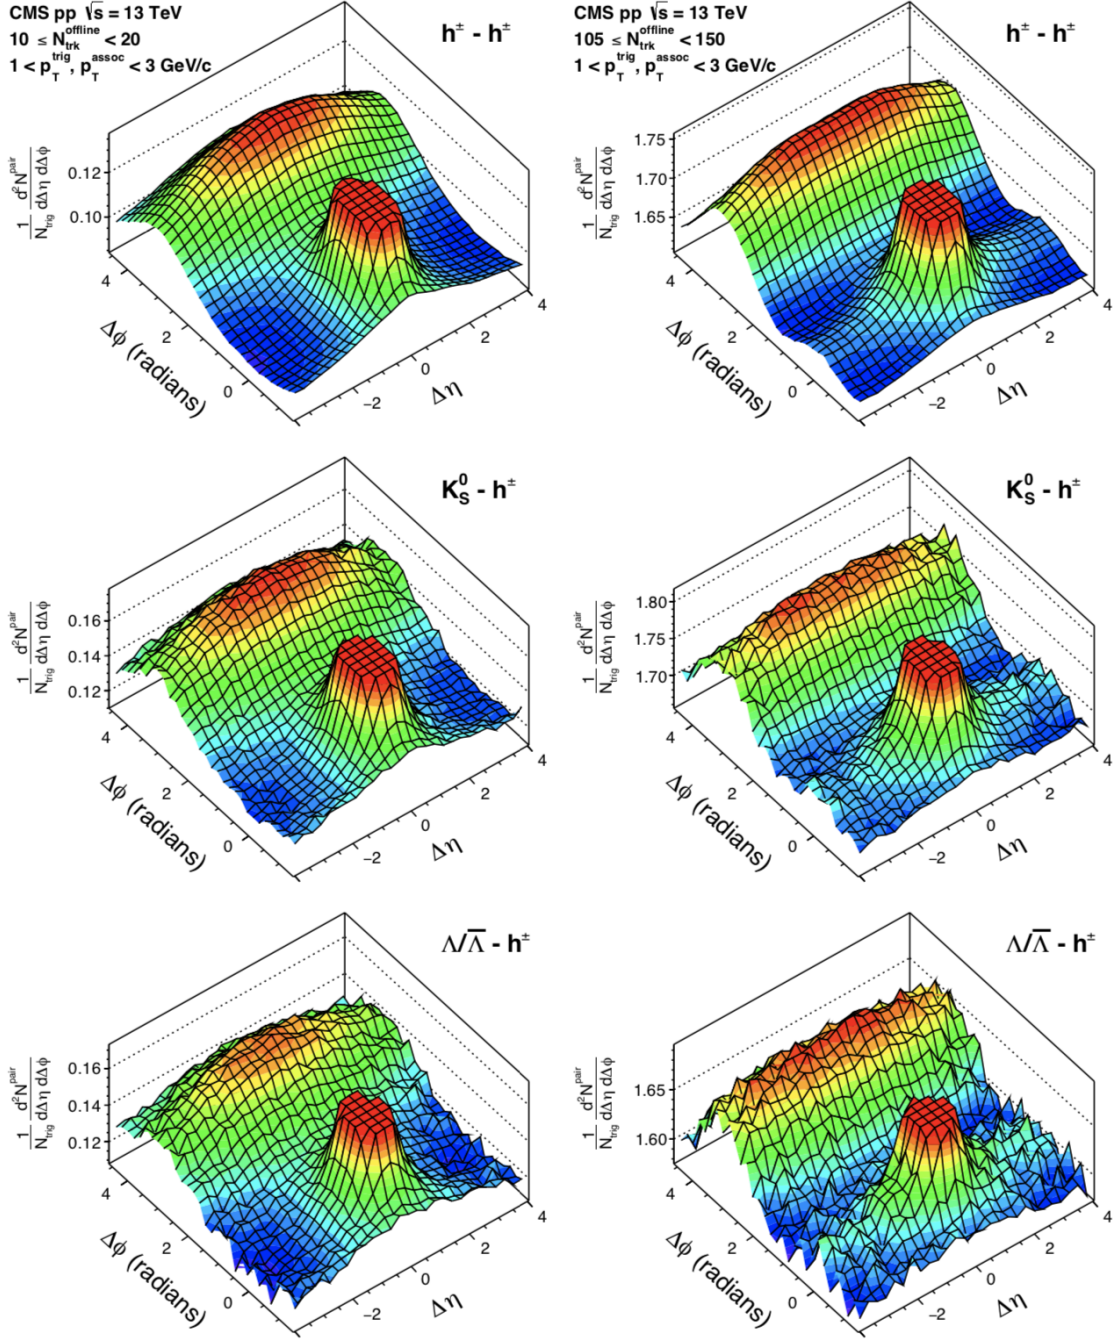 CMS pp √s = 13 TeV
10 ≤ N_trk^offline < 20
1 < p_T^trig, p_T^assoc < 3 GeV/c
h± - h±
1/N_trig d²N^pair/dΔη dΔφ
0.12
0.10
4
2
0
Δφ (radians)
−2
0
2
4
Δη
CMS pp √s = 13 TeV
105 ≤ N_trk^offline < 150
1 < p_T^trig, p_T^assoc < 3 GeV/c
h± - h±
1/N_trig d²N^pair/dΔη dΔφ
1.75
1.70
1.65
4
2
0
Δφ (radians)
−2
0
2
4
Δη
K_S^0 - h±
1/N_trig d²N^pair/dΔη dΔφ
0.16
0.14
0.12
4
2
0
Δφ (radians)
−2
0
2
4
Δη
K_S^0 - h±
1/N_trig d²N^pair/dΔη dΔφ
1.80
1.75
1.70
4
2
0
Δφ (radians)
−2
0
2
4
Δη
Λ/Λ̅ - h±
1/N_trig d²N^pair/dΔη dΔφ
0.16
0.14
0.12
4
2
0
Δφ (radians)
−2
0
2
4
Δη
Λ/Λ̅ - h±
1/N_trig d²N^pair/dΔη dΔφ
1.65
1.60
4
2
0
Δφ (radians)
−2
0
2
4
Δη